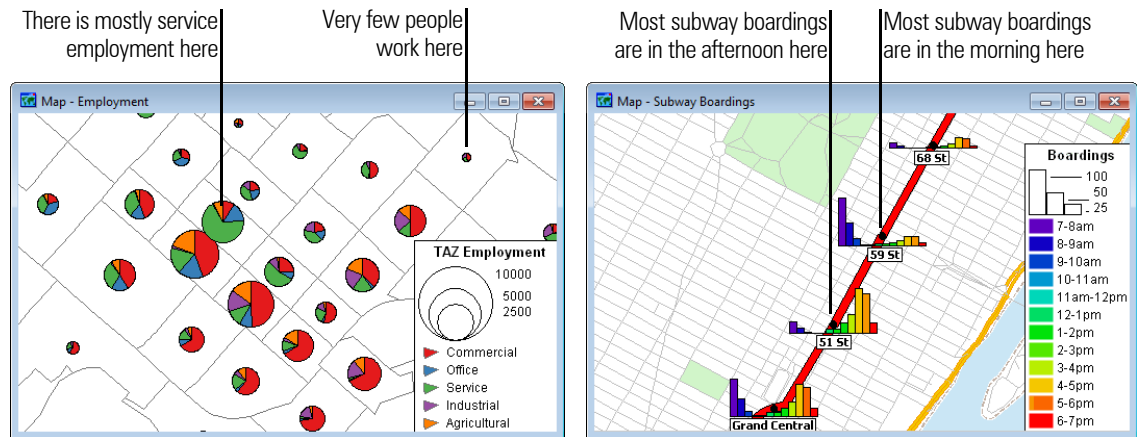 There is mostly service
employment here
Very few people
work here
Most subway boardings
are in the afternoon here
Most subway boardings
are in the morning here
Map - Employment
TAZ Employment
10000
5000
2500
Commercial
Office
Service
Industrial
Agricultural
Map - Subway Boardings
68 St
59 St
51 St
Grand Central
Boardings
100
50
25
7-8am
8-9am
9-10am
10-11am
11am-12pm
12-1pm
1-2pm
2-3pm
3-4pm
4-5pm
5-6pm
6-7pm